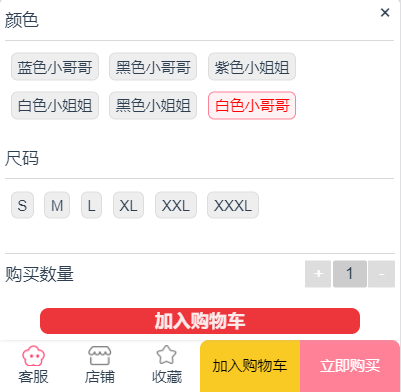 颜色 ×
蓝色小哥哥 黑色小哥哥 紫色小姐姐
白色小姐姐 黑色小姐姐 白色小哥哥
尺码
S M L XL XXL XXXL
购买数量 + 1 -
加入购物车
客服 店铺 收藏 加入购物车 立即购买